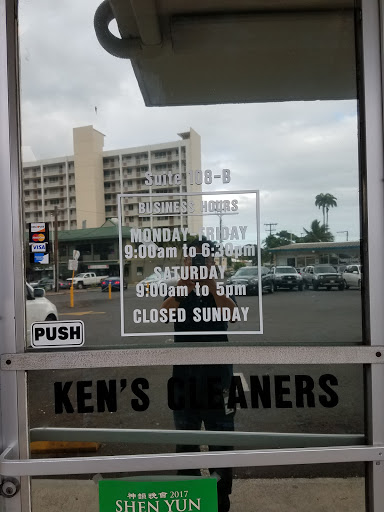 Suite 108-B
BUSINESS HOURS
MONDAY-FRIDAY
9:00am to 6:30pm
SATURDAY
9:00am to 5pm
CLOSED SUNDAY
VISA
PUSH
KEN'S CLEANERS
神韻晚會 2017
SHEN YUN